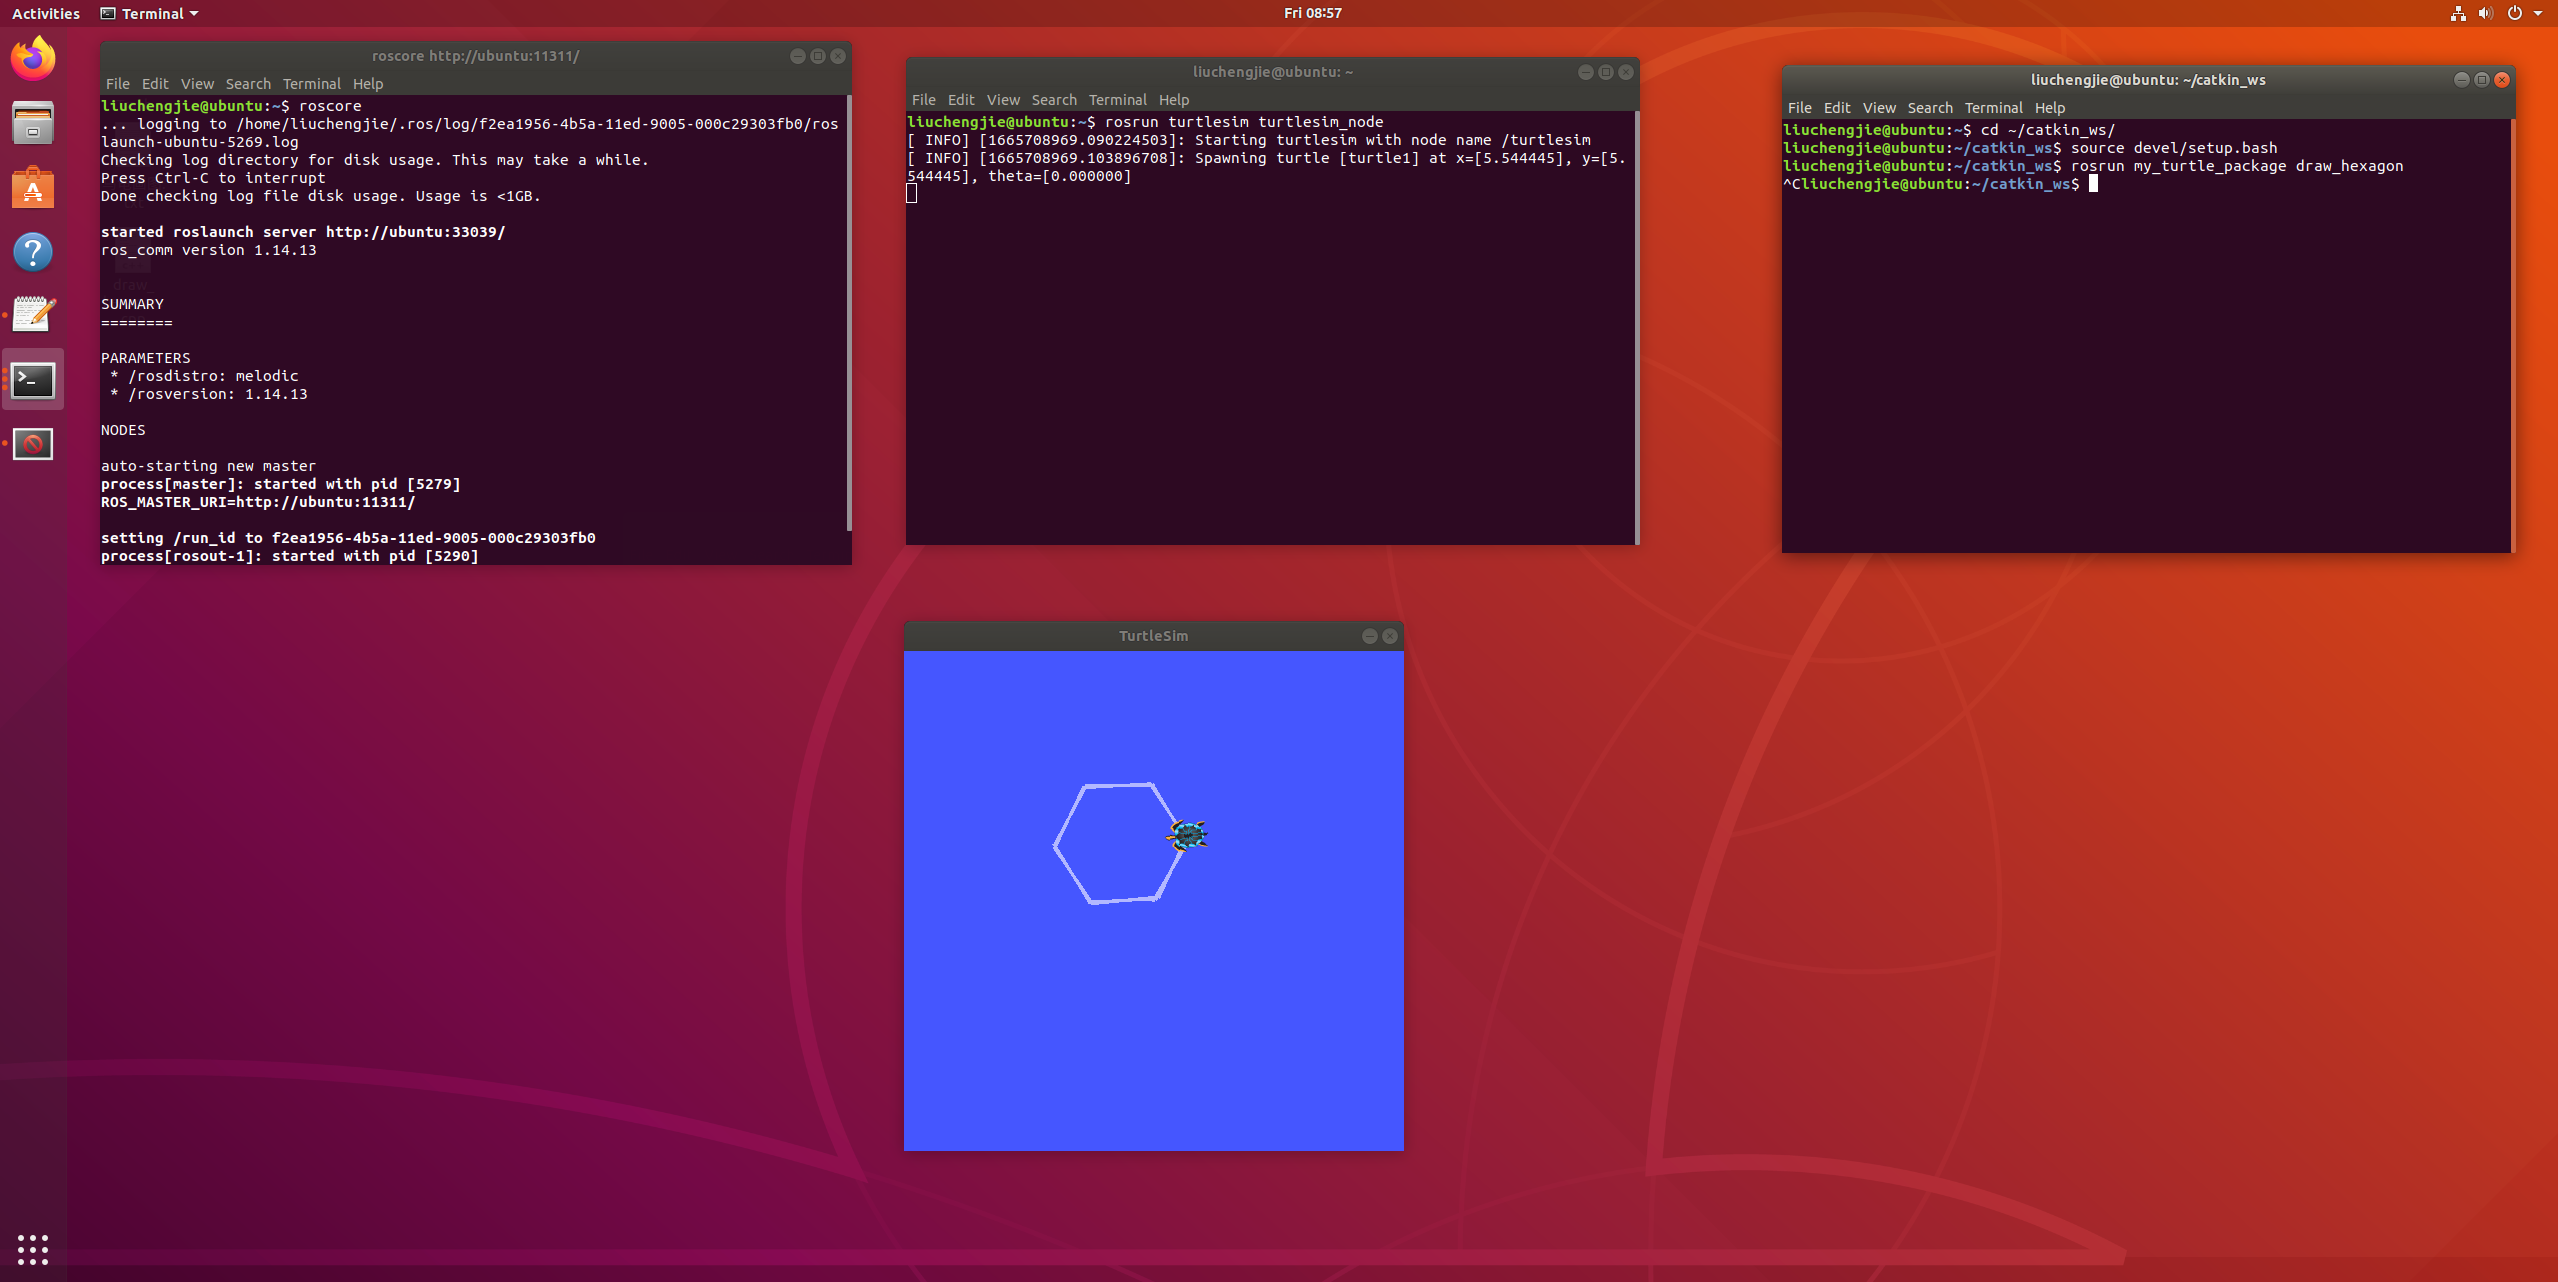 Activities
Terminal
Fri 08:57
roscore http://ubuntu:11311/
File Edit View Search Terminal Help
liuchengjie@ubuntu:~$ roscore
... logging to /home/liuchengjie/.ros/log/f2ea1956-4b5a-11ed-9005-000c29303fb0/ros
launch-ubuntu-5269.log
Checking log directory for disk usage. This may take a while.
Press Ctrl-C to interrupt
Done checking log file disk usage. Usage is <1GB.
started roslaunch server http://ubuntu:33039/
ros_comm version 1.14.13
draw_
SUMMARY
========
PARAMETERS
* /rosdistro: melodic
* /rosversion: 1.14.13
NODES
auto-starting new master
process[master]: started with pid [5279]
ROS_MASTER_URI=http://ubuntu:11311/
setting /run_id to f2ea1956-4b5a-11ed-9005-000c29303fb0
process[rosout-1]: started with pid [5290]
liuchengjie@ubuntu: ~
File Edit View Search Terminal Help
liuchengjie@ubuntu:~$ rosrun turtlesim turtlesim_node
[ INFO] [1665708969.090224503]: Starting turtlesim with node name /turtlesim
[ INFO] [1665708969.103896708]: Spawning turtle [turtle1] at x=[5.544445], y=[5.
544445], theta=[0.000000]
liuchengjie@ubuntu: ~/catkin_ws
File Edit View Search Terminal Help
liuchengjie@ubuntu:~$ cd ~/catkin_ws/
liuchengjie@ubuntu:~/catkin_ws$ source devel/setup.bash
liuchengjie@ubuntu:~/catkin_ws$ rosrun my_turtle_package draw_hexagon
^Cliuchengjie@ubuntu:~/catkin_ws$
TurtleSim